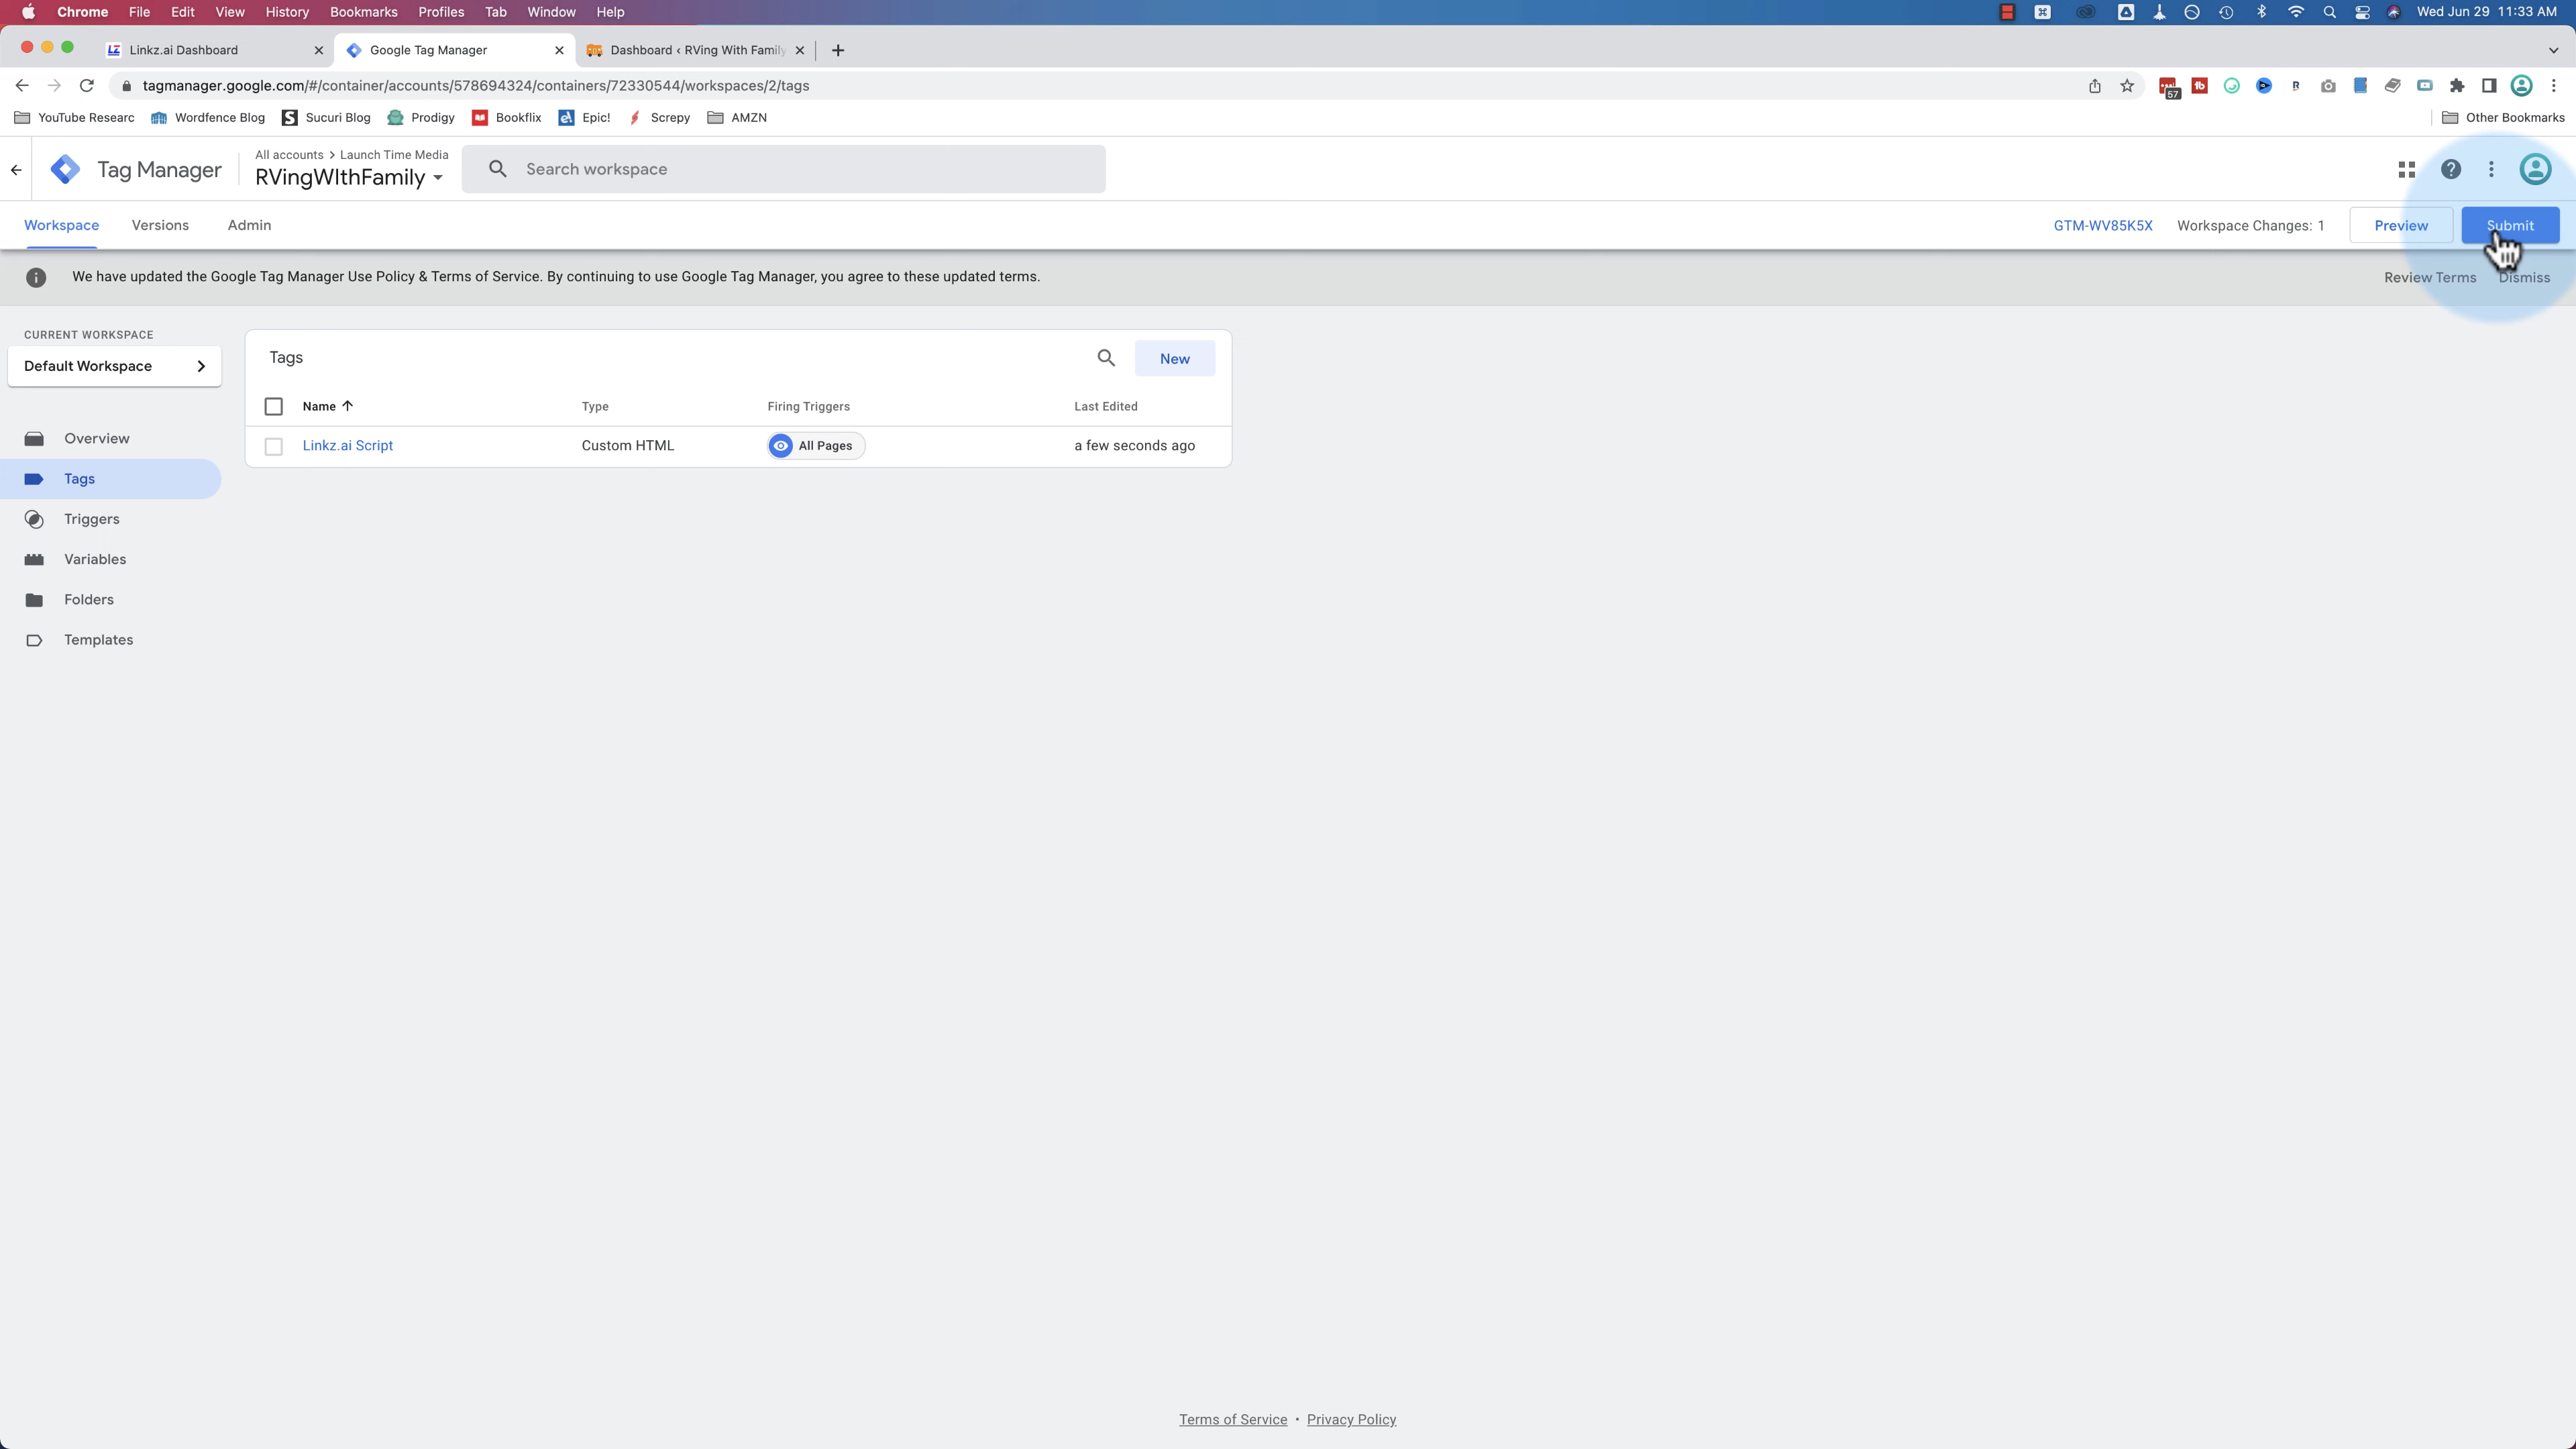 Chrome File Edit View History Bookmarks Profiles Tab Window Help Wed Jun 29 11:33 AM
Linkz.ai Dashboard Google Tag Manager Dashboard ‹ RVing With Family
tagmanager.google.com/#/container/accounts/578694324/containers/72330544/workspaces/2/tags 57
YouTube Researc Wordfence Blog Sucuri Blog Prodigy Bookflix Epic! Screpy AMZN Other Bookmarks
All accounts > Launch Time Media
Tag Manager RVingWIthFamily Search workspace
Workspace Versions Admin GTM-WV85K5X Workspace Changes: 1 Preview Submit
We have updated the Google Tag Manager Use Policy & Terms of Service. By continuing to use Google Tag Manager, you agree to these updated terms. Review Terms Dismiss
CURRENT WORKSPACE
Default Workspace
Tags New
Name Type Firing Triggers Last Edited
Linkz.ai Script Custom HTML All Pages a few seconds ago
Overview
Tags
Triggers
Variables
Folders
Templates
Terms of Service • Privacy Policy